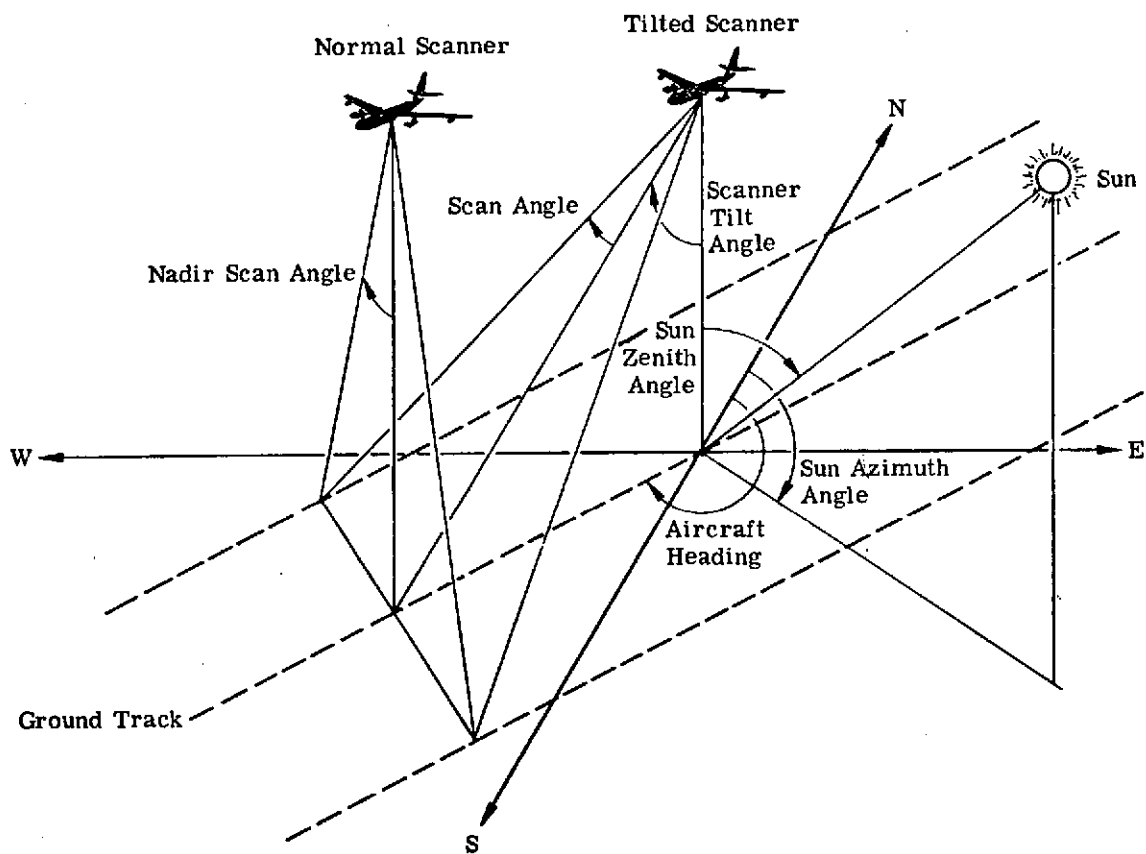 Tilted Scanner
Normal Scanner
N
Sun
Scan Angle
Scanner
Tilt
Angle
Nadir Scan Angle
Sun
Zenith
Angle
W
E
Sun Azimuth
Angle
Aircraft
Heading
Ground Track
S